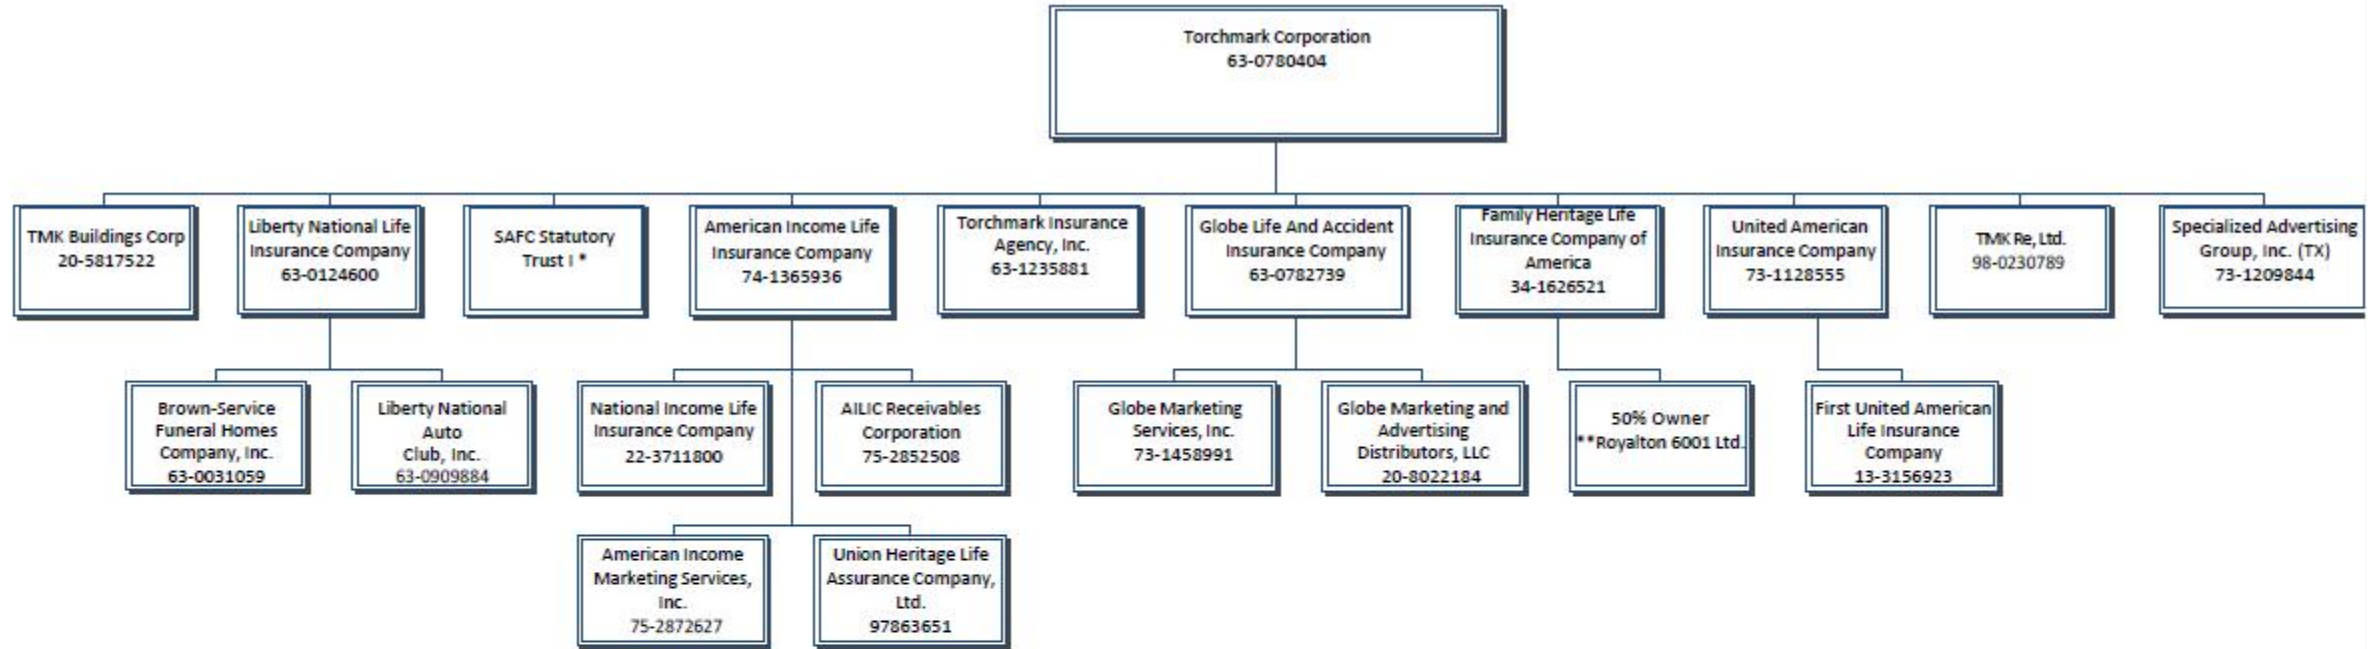 Torchmark Corporation
63-0780404
TMK Buildings Corp
20-5817522
Liberty National Life
Insurance Company
63-0124600
SAFC Statutory
Trust I *
American Income Life
Insurance Company
74-1365936
Torchmark Insurance
Agency, Inc.
63-1235881
Globe Life And Accident
Insurance Company
63-0782739
Family Heritage Life
Insurance Company of
America
34-1626521
United American
Insurance Company
73-1128555
TMK Re, Ltd.
98-0230789
Specialized Advertising
Group, Inc. (TX)
73-1209844
Brown-Service
Funeral Homes
Company, Inc.
63-0031059
Liberty National
Auto
Club, Inc.
63-0909884
National Income Life
Insurance Company
22-3711800
AILIC Receivables
Corporation
75-2852508
Globe Marketing
Services, Inc.
73-1458991
Globe Marketing and
Advertising
Distributors, LLC
20-8022184
50% Owner
**Royalton 6001 Ltd.
First United American
Life Insurance
Company
13-3156923
American Income
Marketing Services,
Inc.
75-2872627
Union Heritage Life
Assurance Company,
Ltd.
97863651